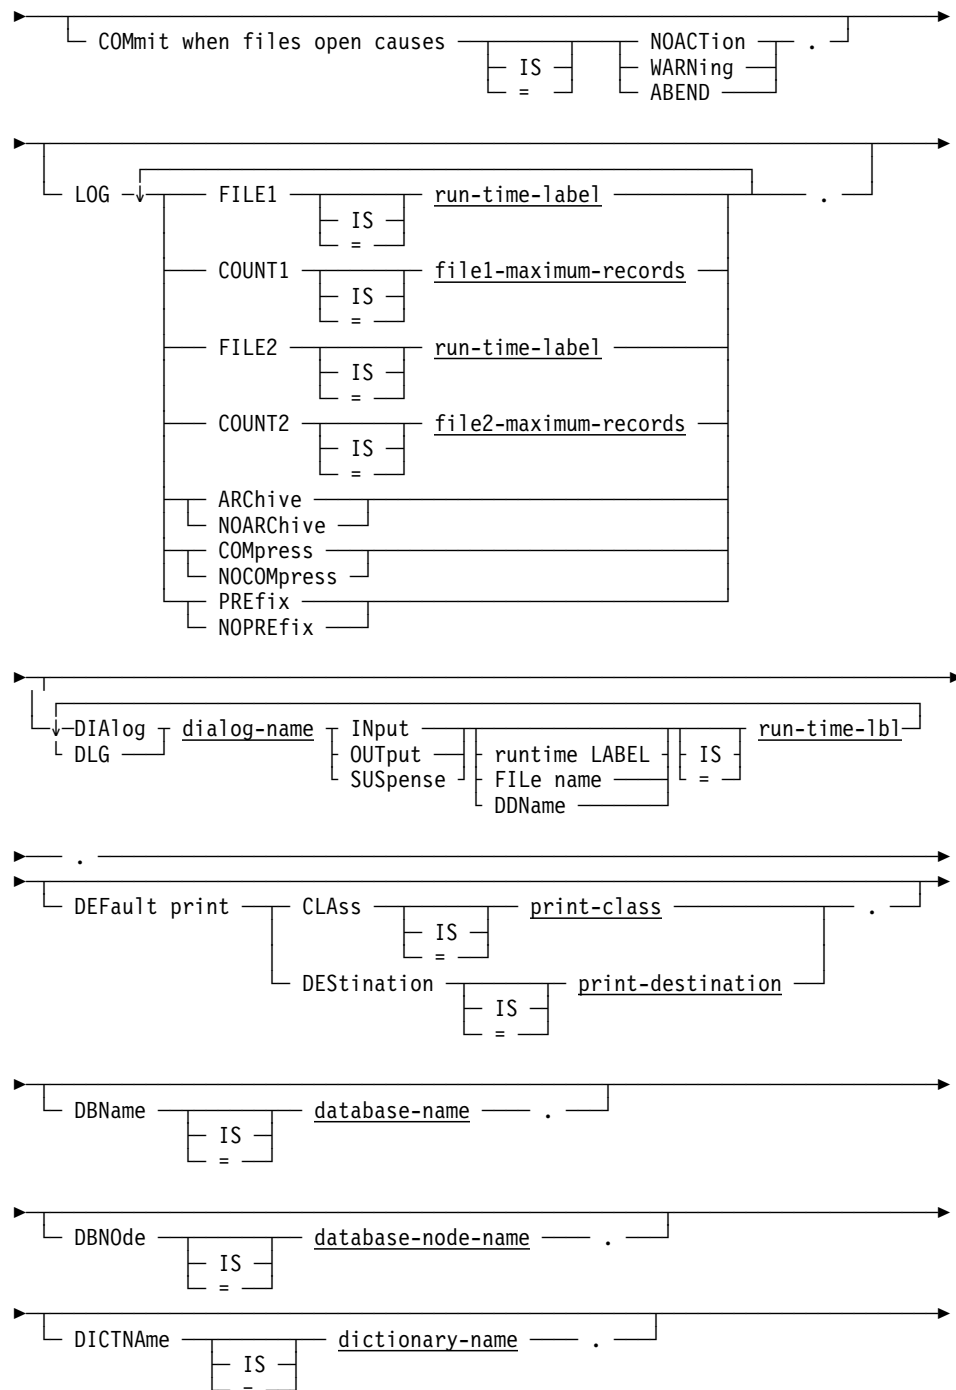 COMmit when files open causes NOACTion .
IS WARNing
= ABEND
LOG FILE1 run-time-label .
IS
=
COUNT1 file1-maximum-records
IS
=
FILE2 run-time-label
IS
=
COUNT2 file2-maximum-records
IS
=
ARChive
NOARChive
COMpress
NOCOMpress
PREfix
NOPREfix
DIAlog dialog-name INput run-time-lbl
DLG OUTput runtime LABEL IS
SUSpense FILe name =
DDName
.
DEFault print CLAss print-class .
IS
=
DEStination print-destination
IS
=
DBName database-name .
IS
=
DBNOde database-node-name .
IS
=
DICTNAme dictionary-name .
IS
=